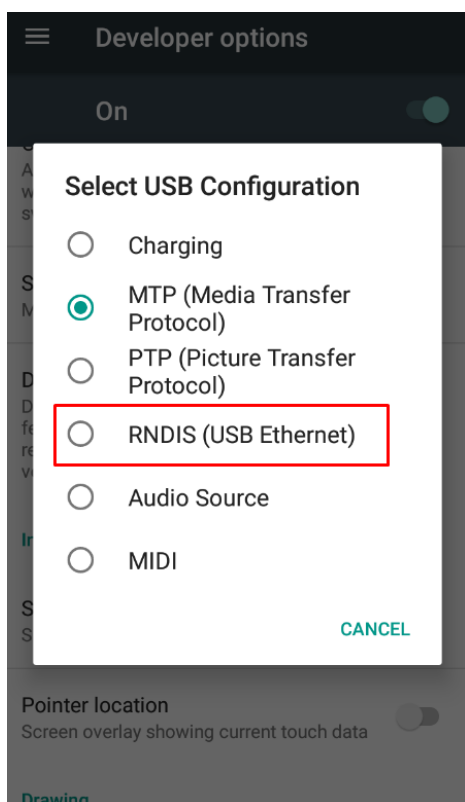 Developer options
On
Select USB Configuration
Charging
MTP (Media Transfer
Protocol)
PTP (Picture Transfer
Protocol)
RNDIS (USB Ethernet)
Audio Source
MIDI
CANCEL
Pointer location
Screen overlay showing current touch data
Drawing